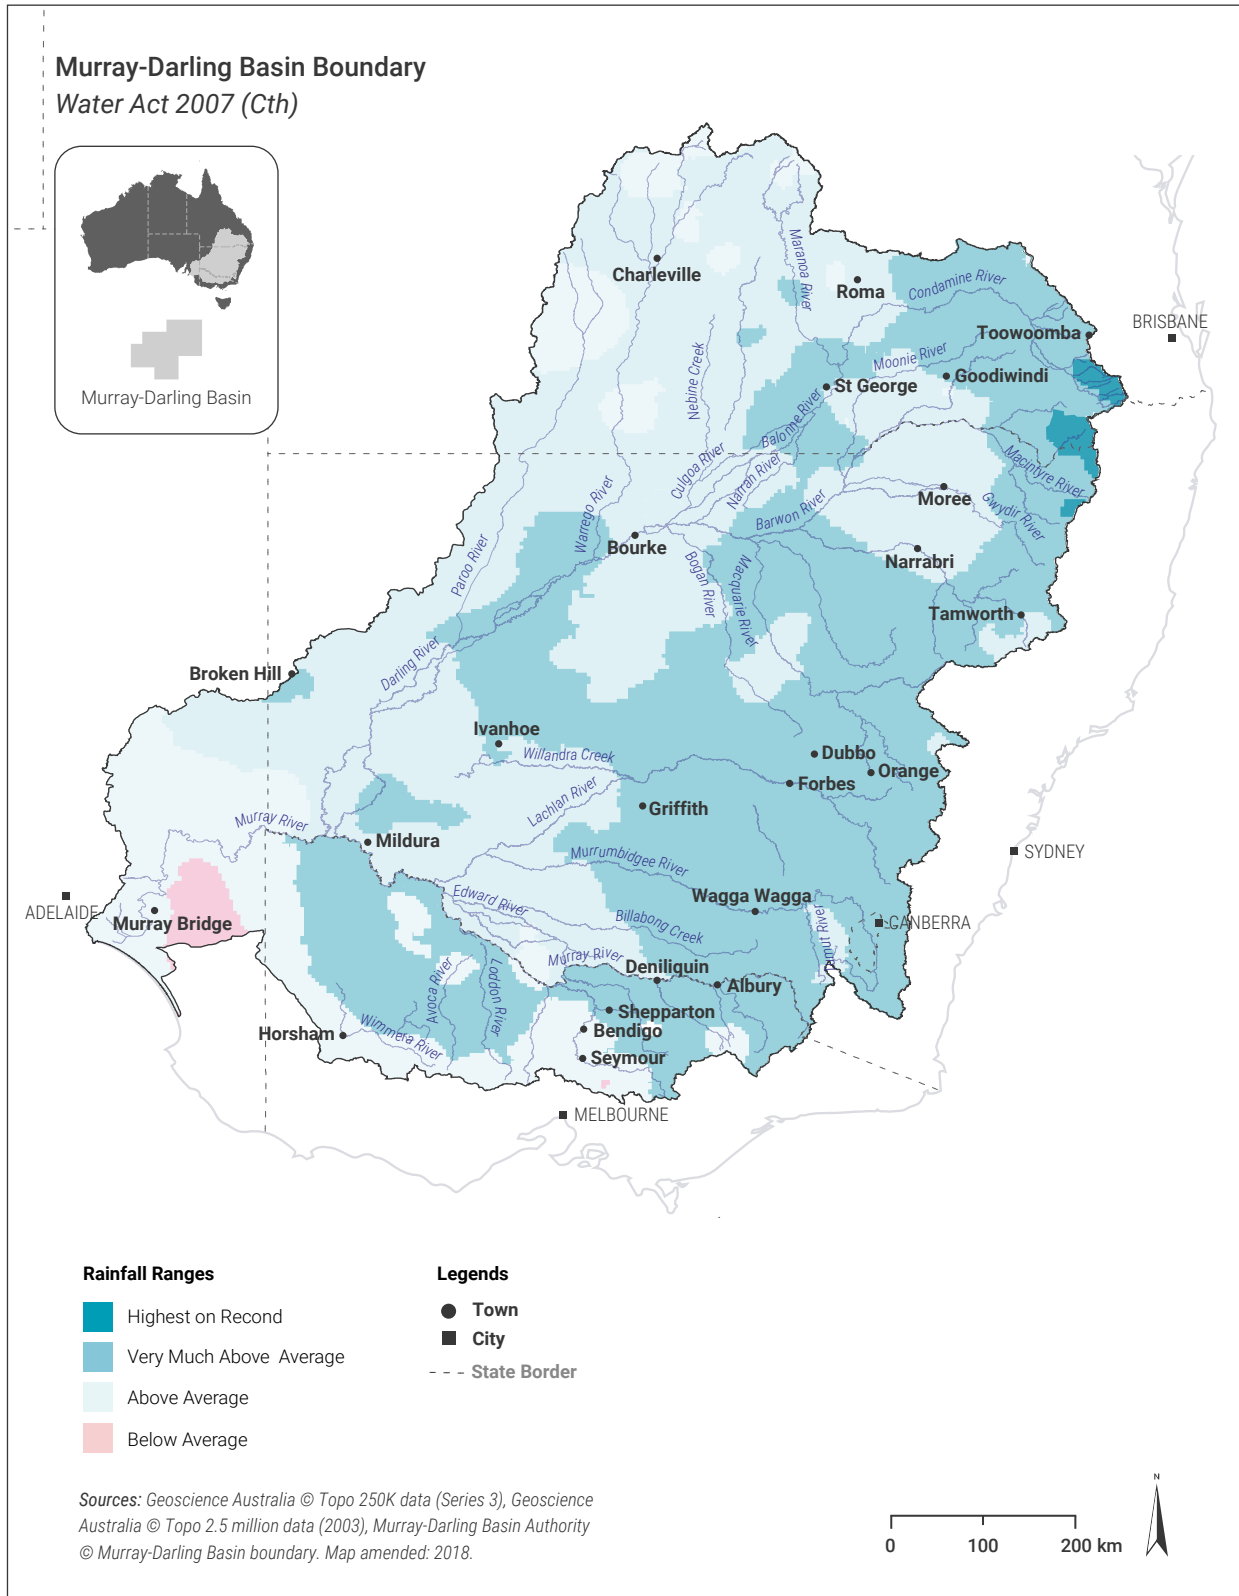 Murray-Darling Basin Boundary
Water Act 2007 (Cth)
Murray-Darling Basin
Charleville
Maranoa River
Roma
Condamine River
BRISBANE
Toowoomba
Moonie River
Goodiwindi
St George
Nebine Creek
Balonne River
Culgoa River
Narran River
Macintyre River
Moree
Gwydir River
Barwon River
Warrego River
Paroo River
Bourke
Bogan River
Macquarie River
Narrabri
Tamworth
Darling River
Broken Hill
Ivanhoe
Willandra Creek
Dubbo
Orange
Forbes
Lachlan River
Griffith
Murray River
Mildura
SYDNEY
Murrumbidgee River
Edward River
Wagga Wagga
ADELAIDE
Murray Bridge
Billabong Creek
CANBERRA
Murray River
Deniliquin
Albury
Avoca River
Loddon River
Shepparton
Bendigo
Horsham
Wimmera River
Seymour
MELBOURNE
Rainfall Ranges
Highest on Recond
Very Much Above Average
Above Average
Below Average
Legends
Town
City
State Border
Sources: Geoscience Australia © Topo 250K data (Series 3), Geoscience
Australia © Topo 2.5 million data (2003), Murray-Darling Basin Authority
© Murray-Darling Basin boundary. Map amended: 2018.
N
0 100 200 km